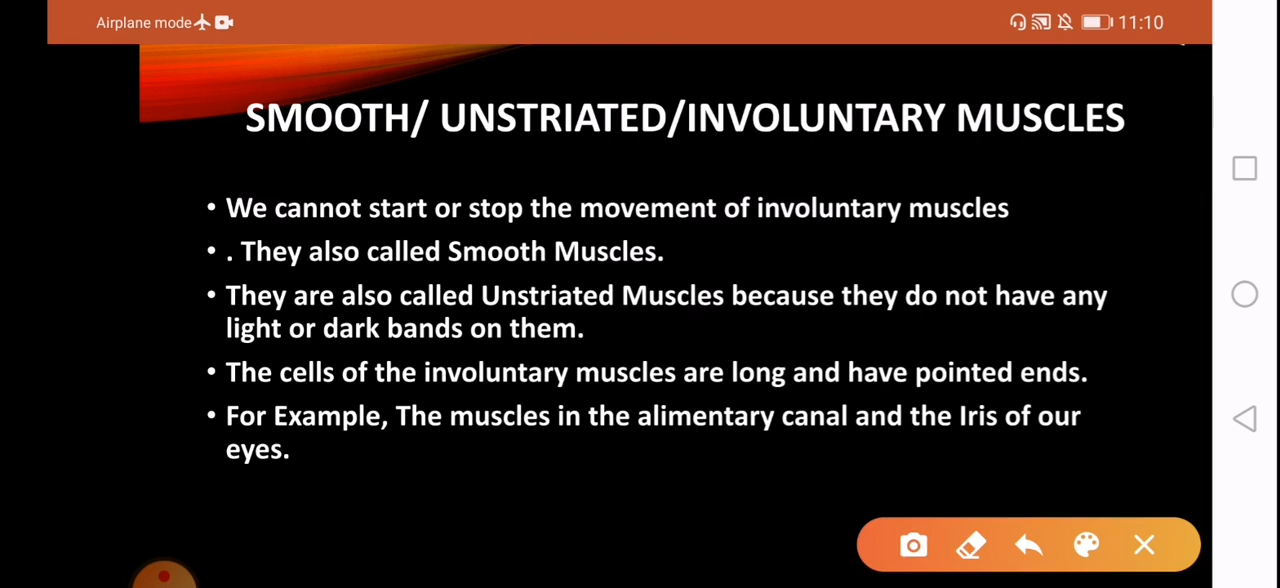 Airplane mode
11:10
SMOOTH/ UNSTRIATED/INVOLUNTARY MUSCLES
• We cannot start or stop the movement of involuntary muscles
• . They also called Smooth Muscles.
• They are also called Unstriated Muscles because they do not have any
light or dark bands on them.
• The cells of the involuntary muscles are long and have pointed ends.
• For Example, The muscles in the alimentary canal and the Iris of our
eyes.